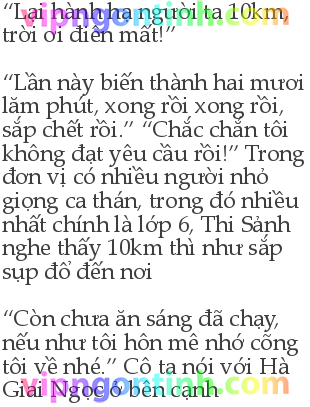 “Lại hành hạ người ta 10km,
trời ơi điên mất!”
“Lần này biến thành hai mươi
lăm phút, xong rồi xong rồi,
sắp chết rồi.” “Chắc chắn tôi
không đạt yêu cầu rồi!” Trong
đơn vị có nhiều người nhỏ
giọng ca thán, trong đó nhiều
nhất chính là lớp 6, Thi Sảnh
nghe thấy 10km thì như sắp
sụp đổ đến nơi
“Còn chưa ăn sáng đã chạy,
nếu như tôi hôn mê nhớ cõng
tôi về nhé.” Cô ta nói với Hà
Giai Ngọc ở bên cạnh
vipngontinh.com
vipngontinh.com